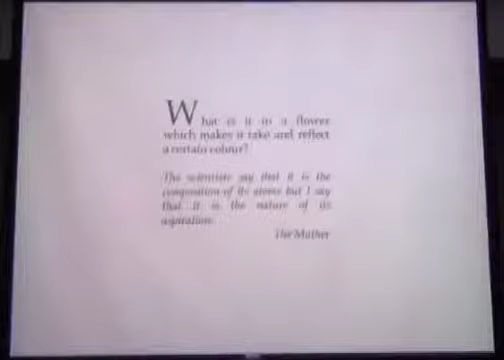 What is it in a flower
which makes it take and reflect
a certain colour?
The scientists say that it is the
composition of its atoms but I say
that it is the nature of its
aspiration.
The Mother